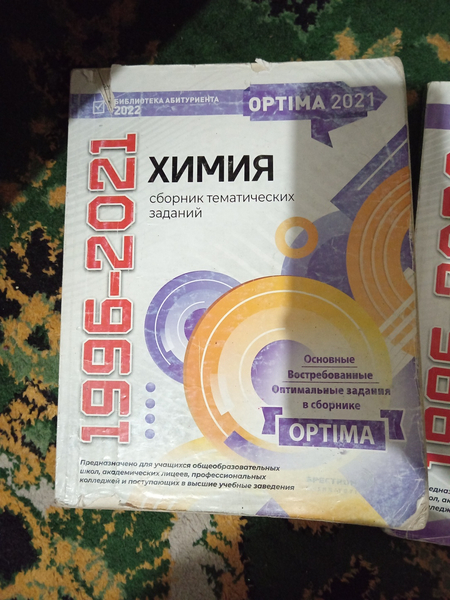 БИБЛИОТЕКА АБИТУРИЕНТА
2022
OPTIMA 2021
1996-2021
ХИМИЯ
сборник тематических
заданий
Основные
Востребованные
Оптимальные задания
в сборнике
OPTIMA
Предназначено для учащихся общеобразовательных
школ, академических лицеев, профессиональных
колледжей и поступающих в высшие учебные заведения